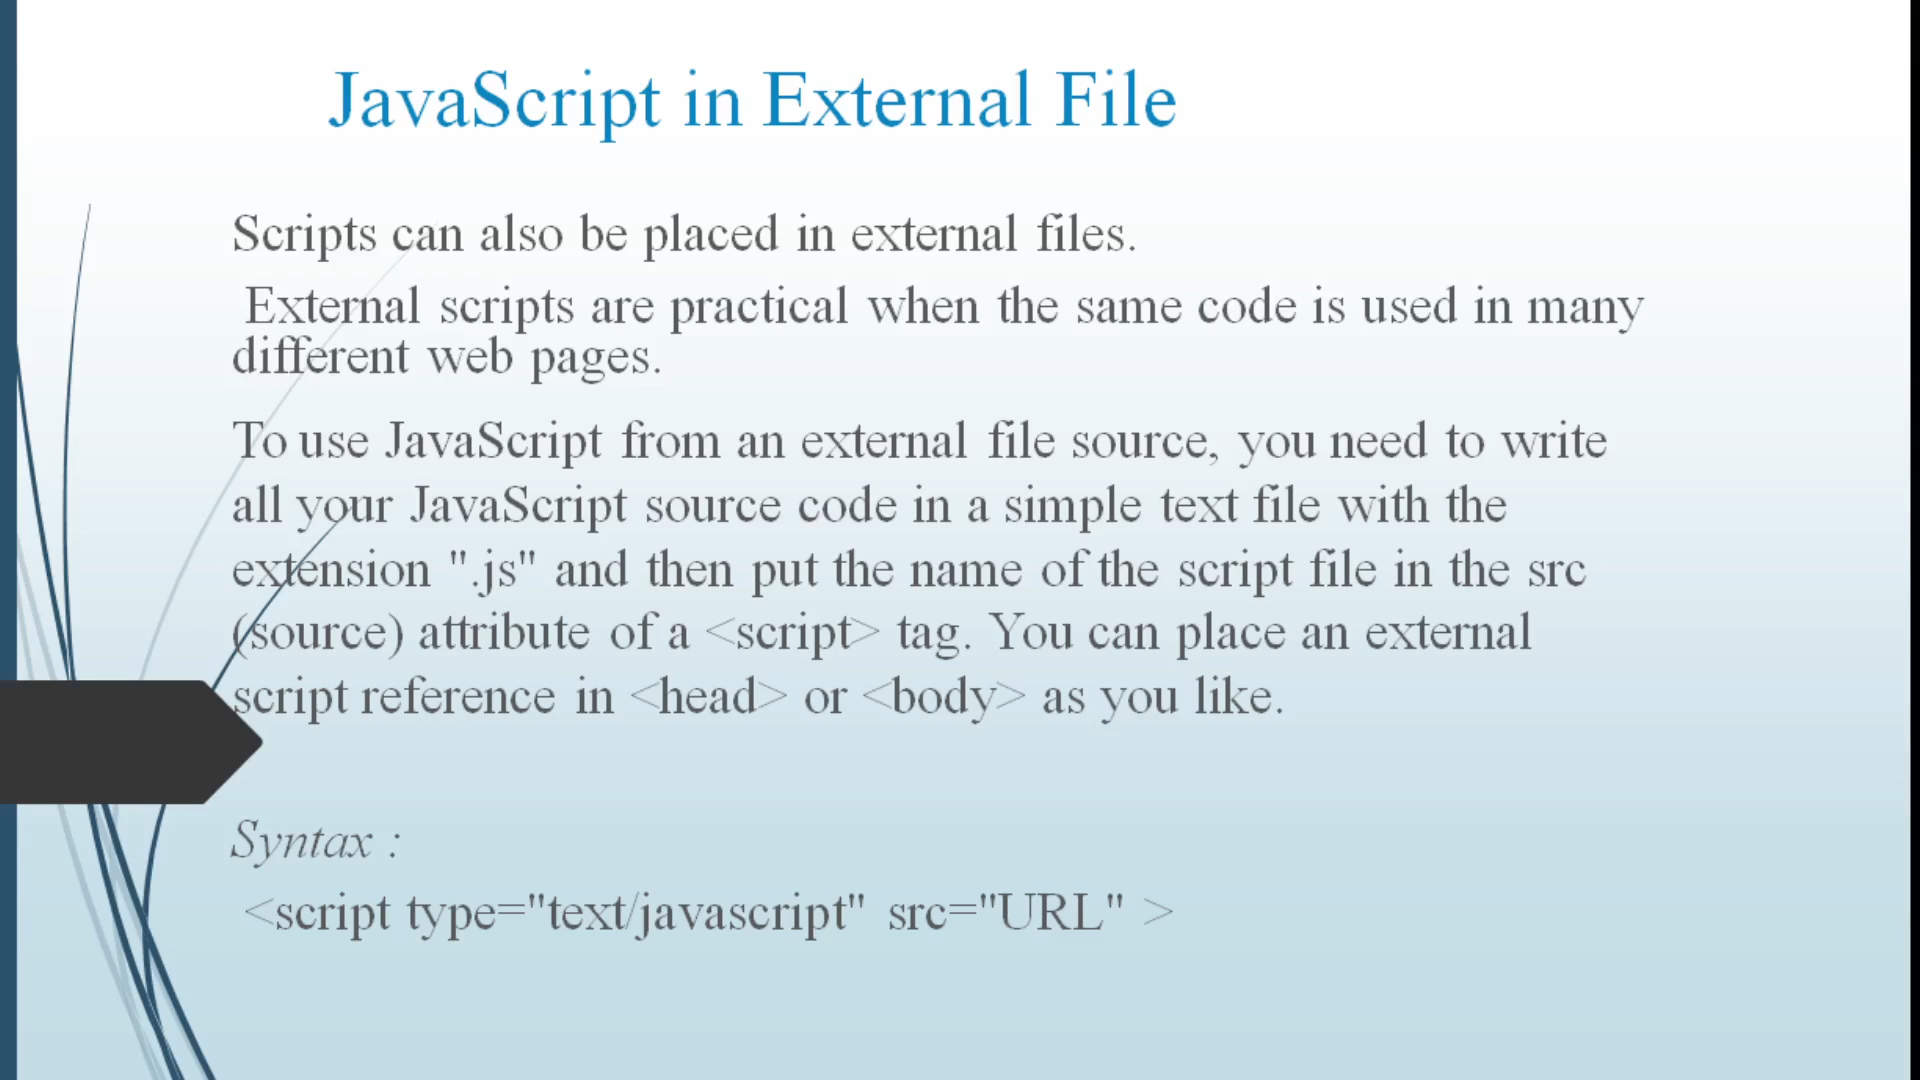 JavaScript in External File
Scripts can also be placed in external files.
External scripts are practical when the same code is used in many
different web pages.
To use JavaScript from an external file source, you need to write
all your JavaScript source code in a simple text file with the
extension ".js" and then put the name of the script file in the src
(source) attribute of a <script> tag. You can place an external
script reference in <head> or <body> as you like.
Syntax :
<script type="text/javascript" src="URL" >